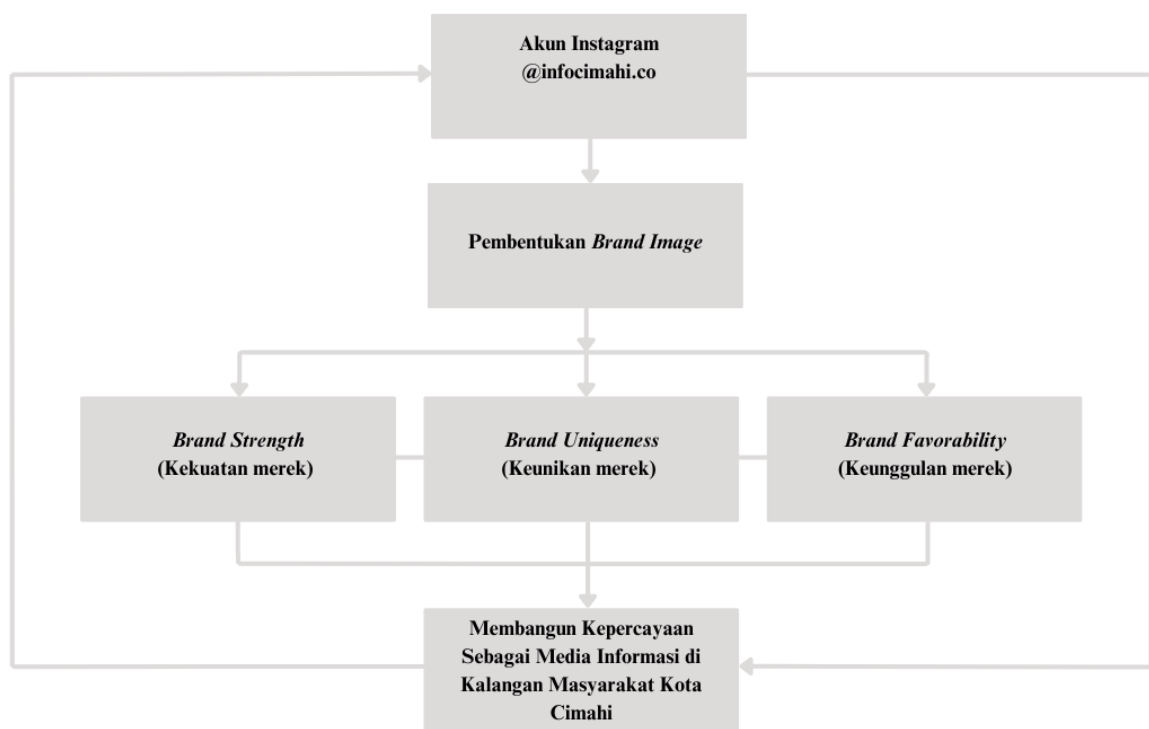 Akun Instagram
@infocimahi.co
Pembentukan Brand Image
Brand Strength
(Kekuatan merek)
Brand Uniqueness
(Keunikan merek)
Brand Favorability
(Keunggulan merek)
Membangun Kepercayaan
Sebagai Media Informasi di
Kalangan Masyarakat Kota
Cimahi